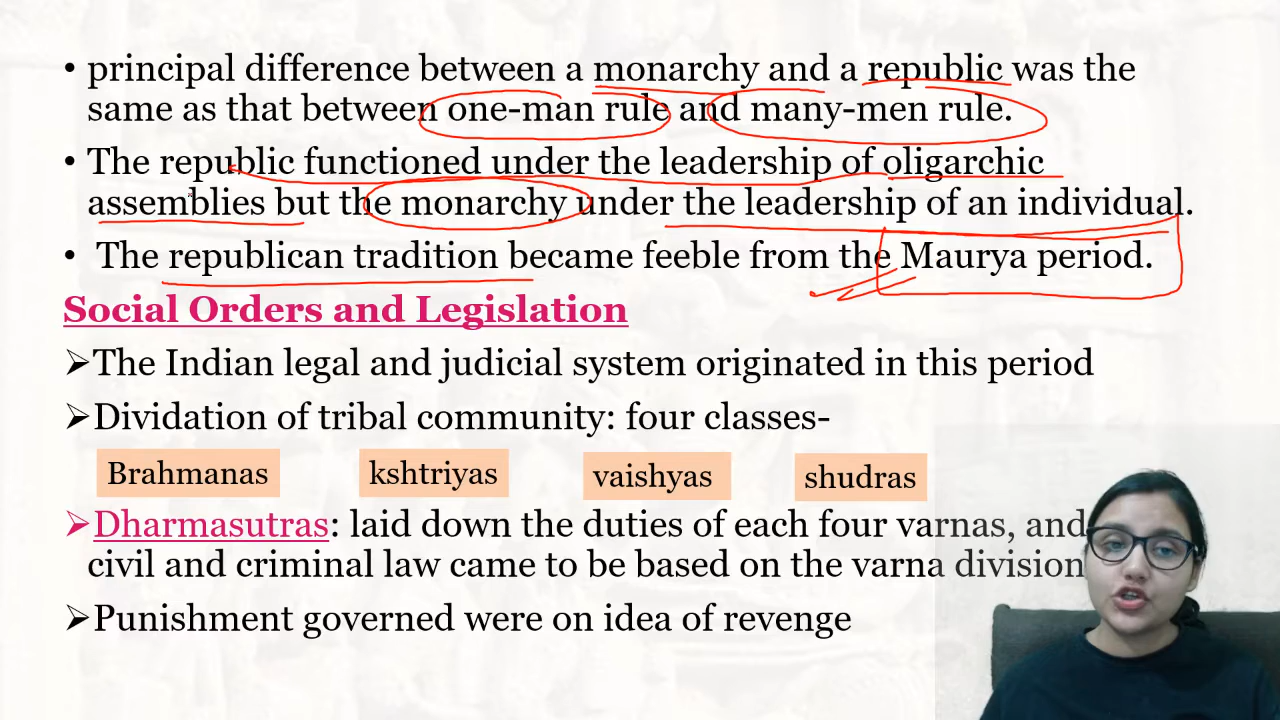 • principal difference between a monarchy and a republic was the
same as that between one-man rule and many-men rule.
• The republic functioned under the leadership of oligarchic
assemblies but the monarchy under the leadership of an individual.
• The republican tradition became feeble from the Maurya period.
Social Orders and Legislation
➢The Indian legal and judicial system originated in this period
➢Dividation of tribal community: four classes-
Brahmanas kshtriyas vaishyas shudras
➢Dharmasutras: laid down the duties of each four varnas, and
civil and criminal law came to be based on the varna division
➢Punishment governed were on idea of revenge